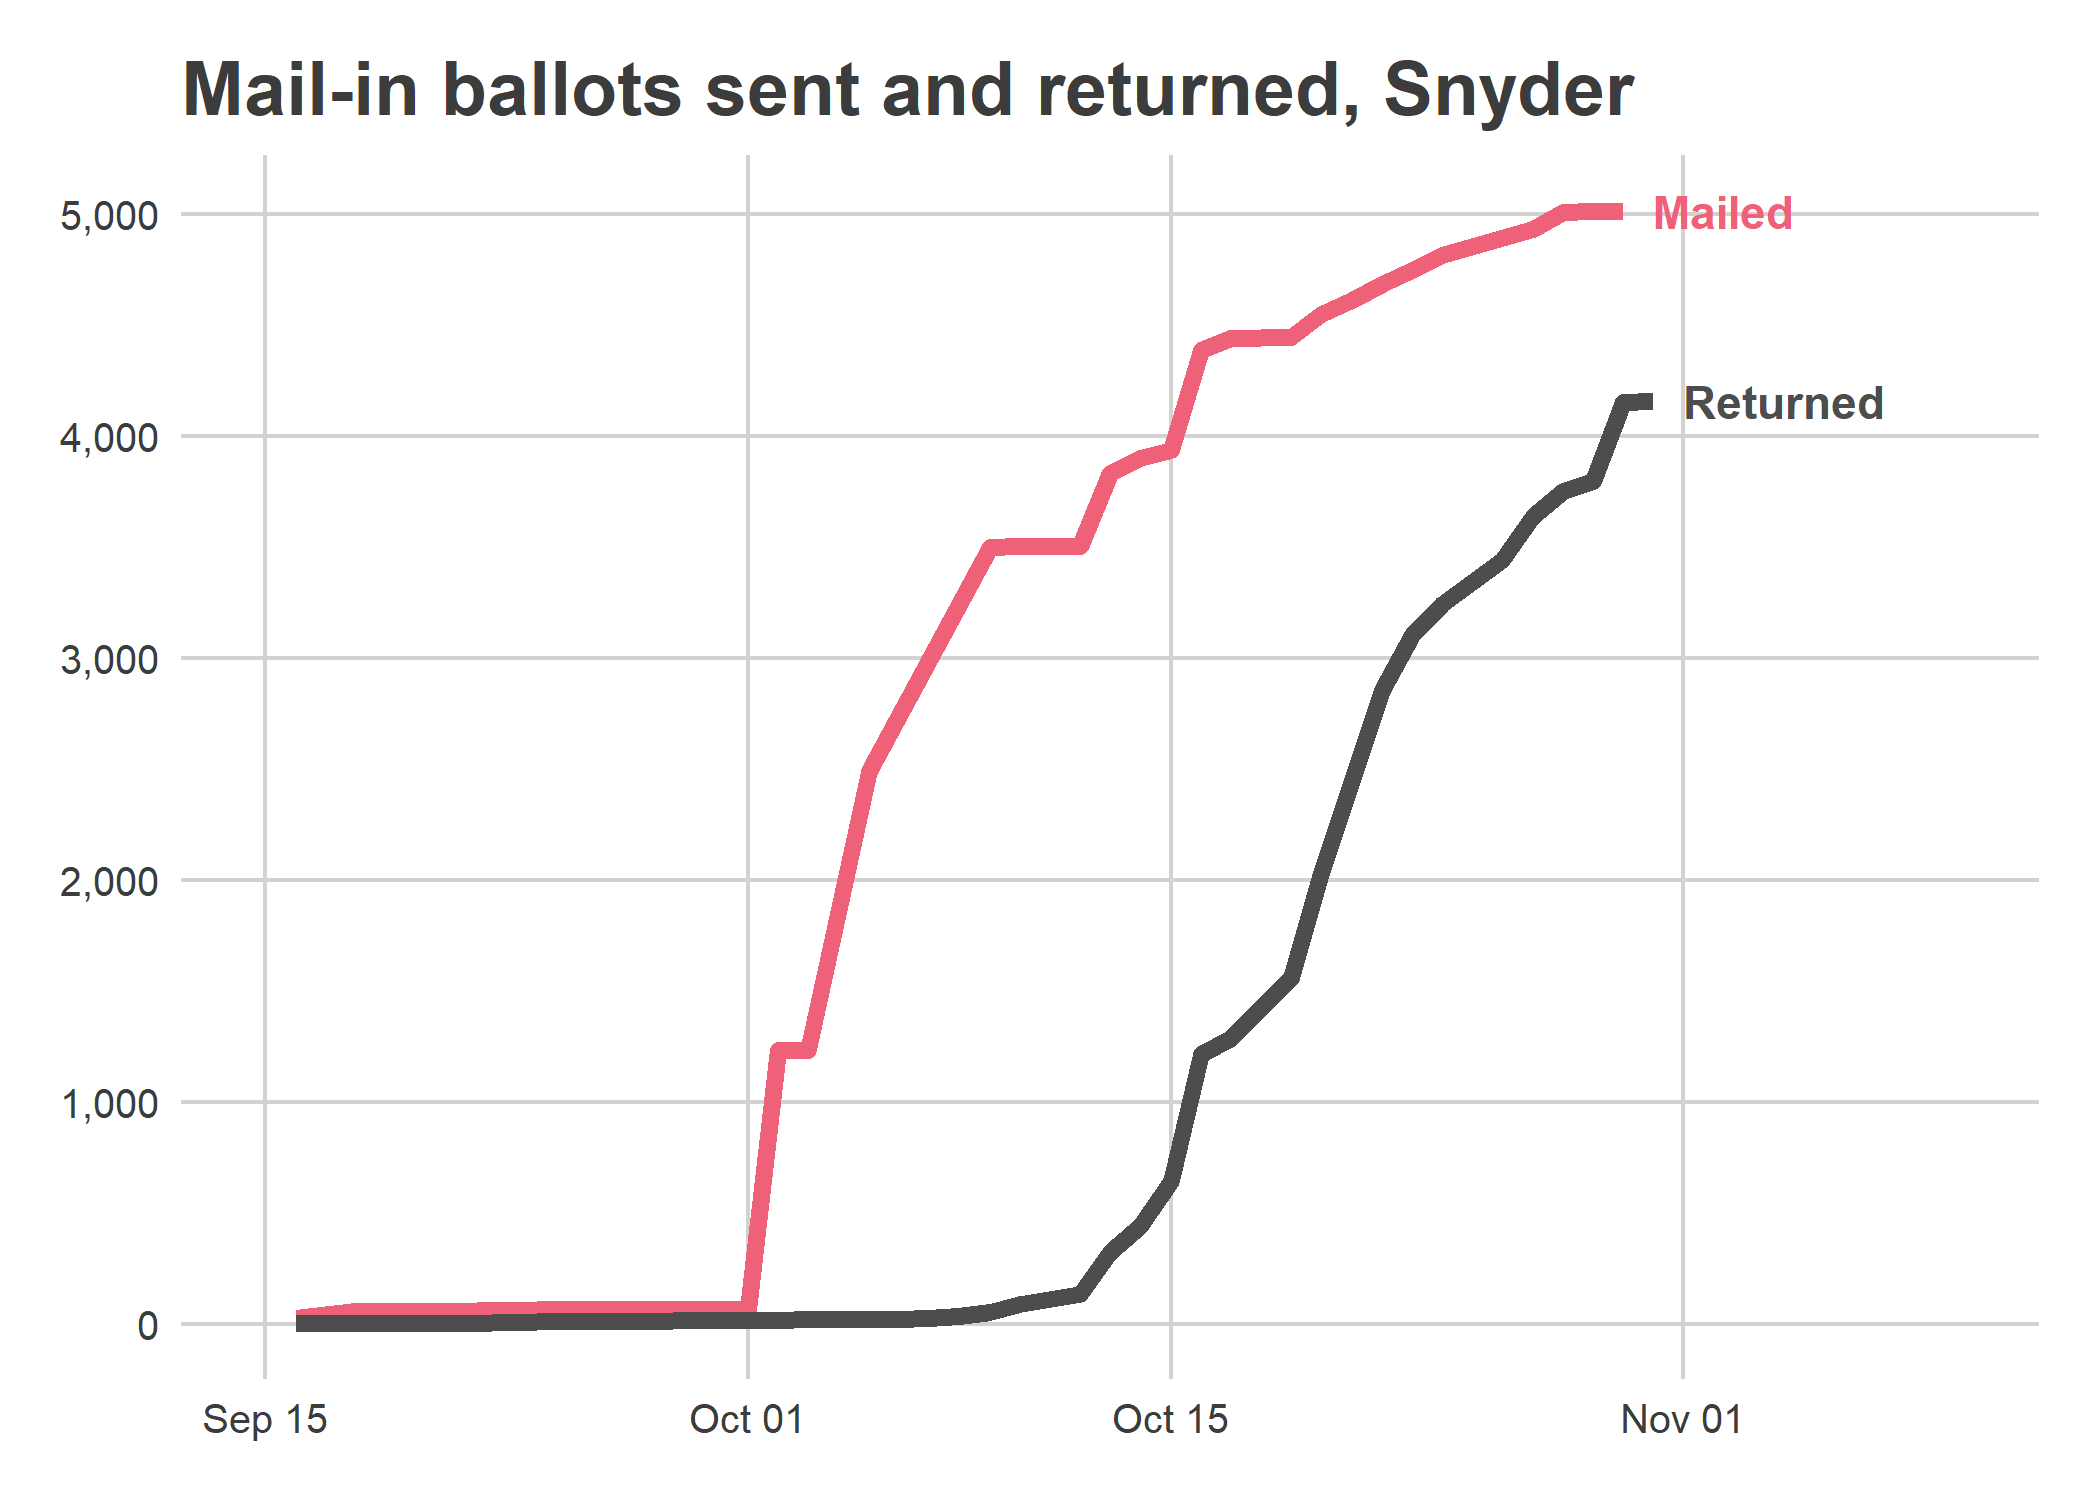 Mail-in ballots sent and returned, Snyder
5,000
Mailed
Returned
4,000
3,000
2,000
1,000
0
Sep 15
Oct 01
Oct 15
Nov 01